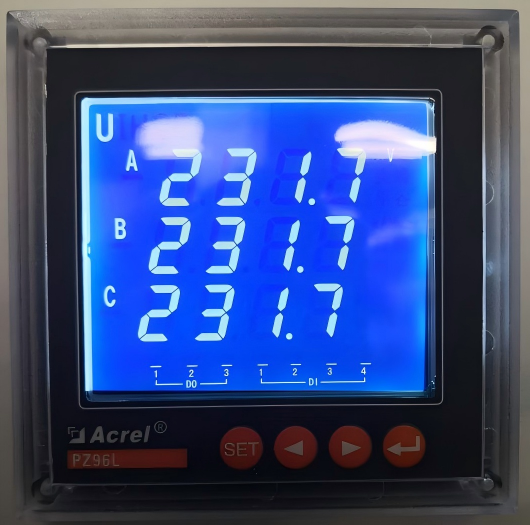 U
A 231.7 V
B 231.7
C 231.7
1 2 3 1 2 3 4
DO DI
Acrel®
PZ96L
SET